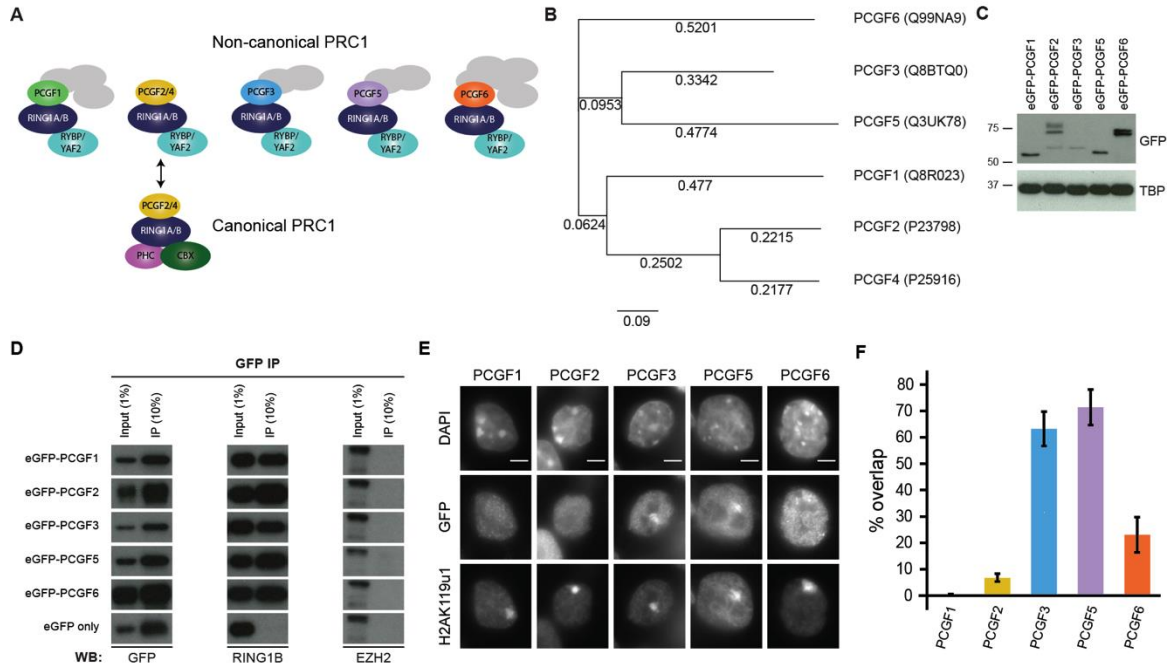 A
Non-canonical PRC1
PCGF1
RING1A/B
RYBP/
YAF2
PCGF2/4
RING1A/B
RYBP/
YAF2
PCGF3
RING1A/B
RYBP/
YAF2
PCGF5
RING1A/B
RYBP/
YAF2
PCGF6
RING1A/B
RYBP/
YAF2
PCGF2/4
RING1A/B
PHC
CBX
Canonical PRC1
B
0.5201
PCGF6 (Q99NA9)
0.3342
PCGF3 (Q8BTQ0)
0.0953
0.4774
PCGF5 (Q3UK78)
0.477
PCGF1 (Q8R023)
0.0624
0.2215
PCGF2 (P23798)
0.2502
0.2177
PCGF4 (P25916)
0.09
C
eGFP-PCGF1
eGFP-PCGF2
eGFP-PCGF3
eGFP-PCGF5
eGFP-PCGF6
75
50
GFP
37
TBP
D
GFP IP
Input (1%)
IP (10%)
Input (1%)
IP (10%)
Input (1%)
IP (10%)
eGFP-PCGF1
eGFP-PCGF2
eGFP-PCGF3
eGFP-PCGF5
eGFP-PCGF6
eGFP only
WB: GFP RING1B EZH2
E
PCGF1 PCGF2 PCGF3 PCGF5 PCGF6
DAPI
GFP
H2AK119u1
F
% overlap
80
70
60
50
40
30
20
10
0
PCGF1
PCGF2
PCGF3
PCGF5
PCGF6